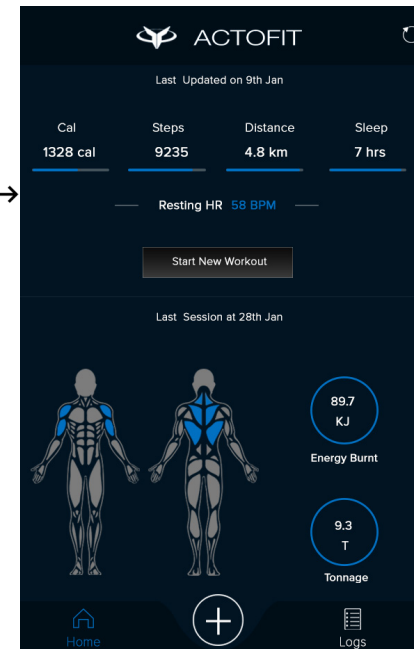 ACTOFIT
Last Updated on 9th Jan
Cal Steps Distance Sleep
1328 cal 9235 4.8 km 7 hrs
Resting HR 58 BPM
Start New Workout
Last Session at 28th Jan
89.7
KJ
Energy Burnt
9.3
T
Tonnage
Home Logs